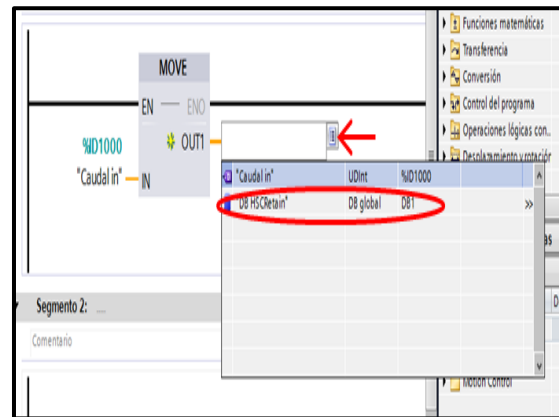 Funciones matemáticas
Transferencia
Conversión
Control del programa
Operaciones lógicas con..
Desplazamiento y rotación
MOVE
EN — ENO
%ID1000
"Caudal in"
IN
OUT1
"Caudal in" UDInt %ID1000
DB HSCRetain" DB global DB1
Segmento 2: ....
Comentario
as
D
Motion Control